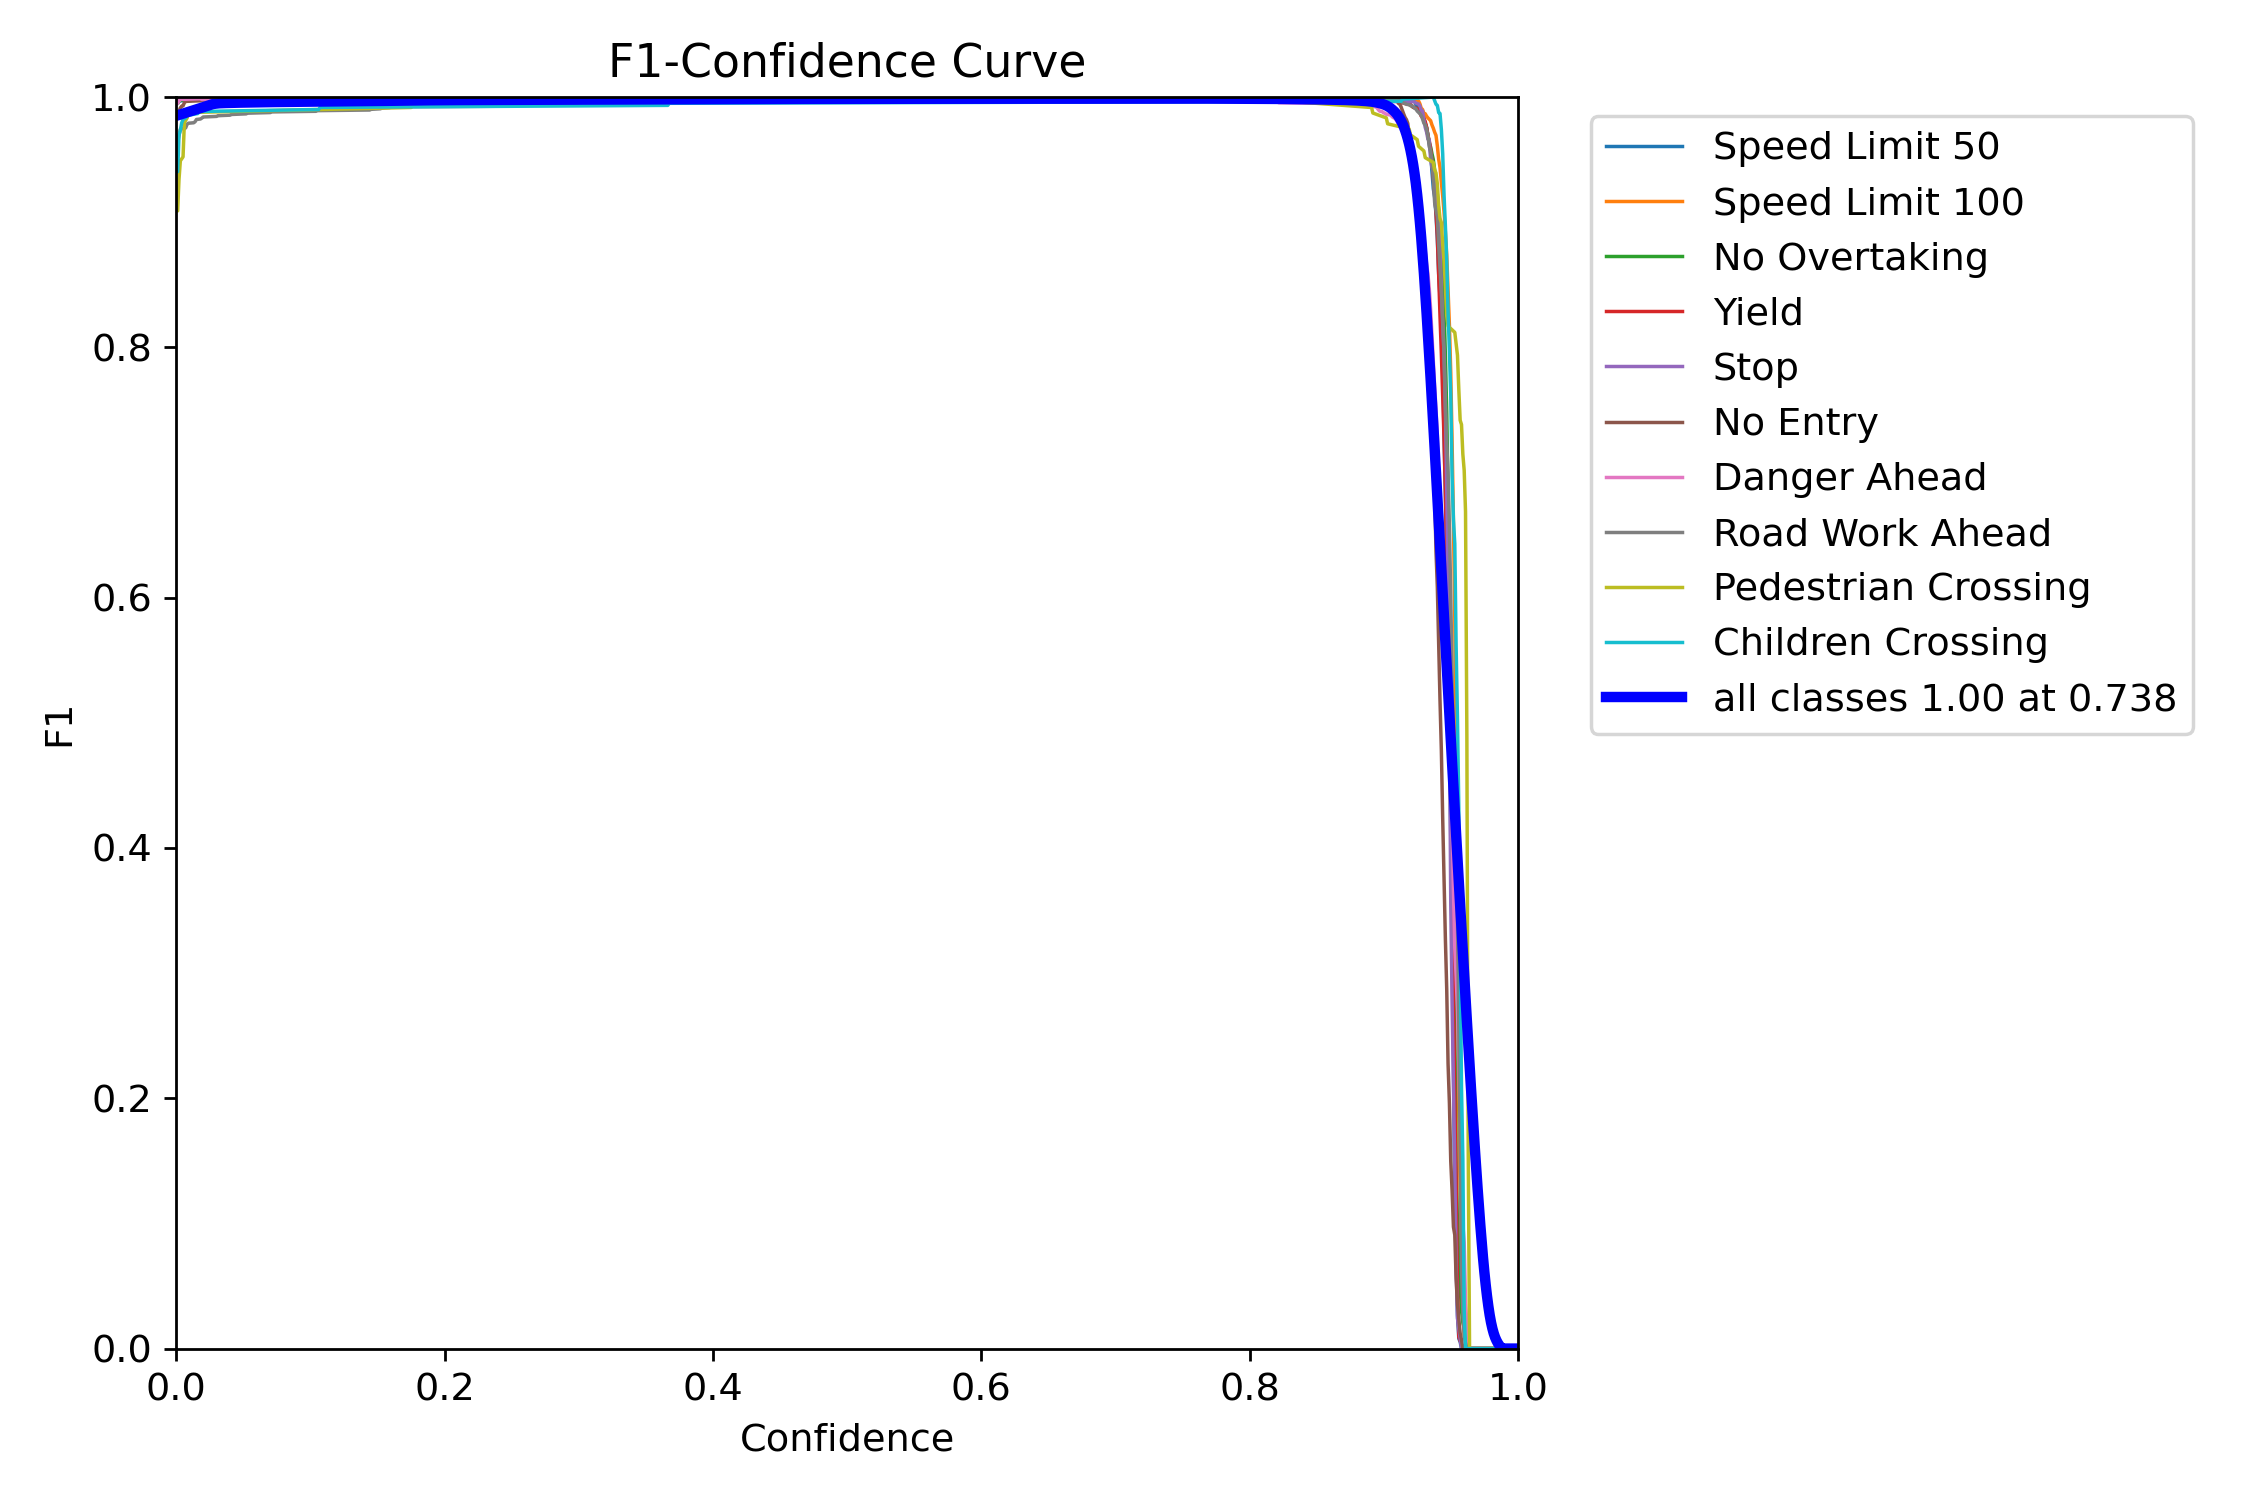 F1-Confidence Curve
1.0
0.8
0.6
0.4
0.2
0.0
F1
0.0 0.2 0.4 0.6 0.8 1.0
Confidence
Speed Limit 50
Speed Limit 100
No Overtaking
Yield
Stop
No Entry
Danger Ahead
Road Work Ahead
Pedestrian Crossing
Children Crossing
all classes 1.00 at 0.738